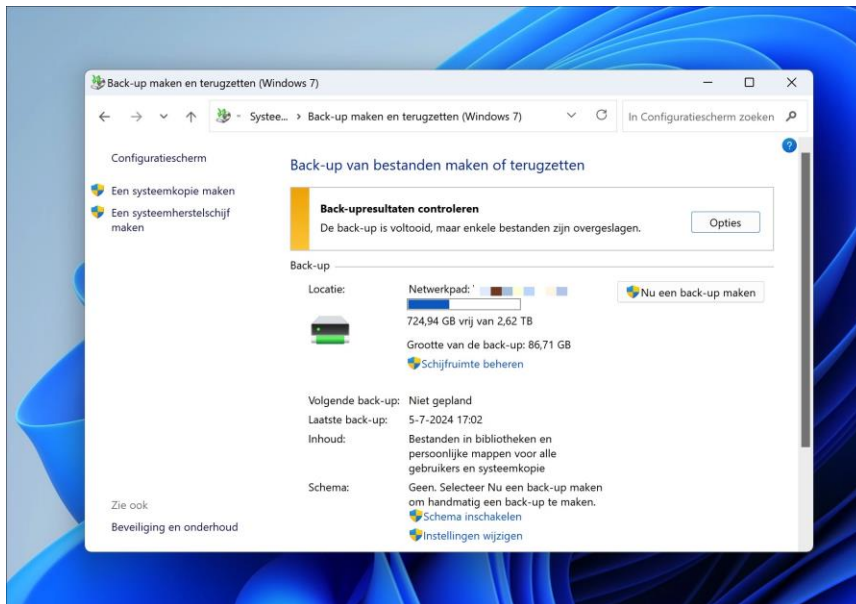 Back-up maken en terugzetten (Windows 7)
Systee... > Back-up maken en terugzetten (Windows 7)
In Configuratiescherm zoeken
Configuratiescherm
Een systeemkopie maken
Een systeemherstelschijf
maken
Back-up van bestanden maken of terugzetten
Back-upresultaten controleren
De back-up is voltooid, maar enkele bestanden zijn overgeslagen.
Opties
Back-up
Locatie:
Netwerkpad: '
Nu een back-up maken
724,94 GB vrij van 2,62 TB
Grootte van de back-up: 86,71 GB
Schijfruimte beheren
Volgende back-up: Niet gepland
Laatste back-up: 5-7-2024 17:02
Inhoud: Bestanden in bibliotheken en
persoonlijke mappen voor alle
gebruikers en systeemkopie
Schema: Geen. Selecteer Nu een back-up maken
om handmatig een back-up te maken.
Schema inschakelen
Instellingen wijzigen
Zie ook
Beveiliging en onderhoud